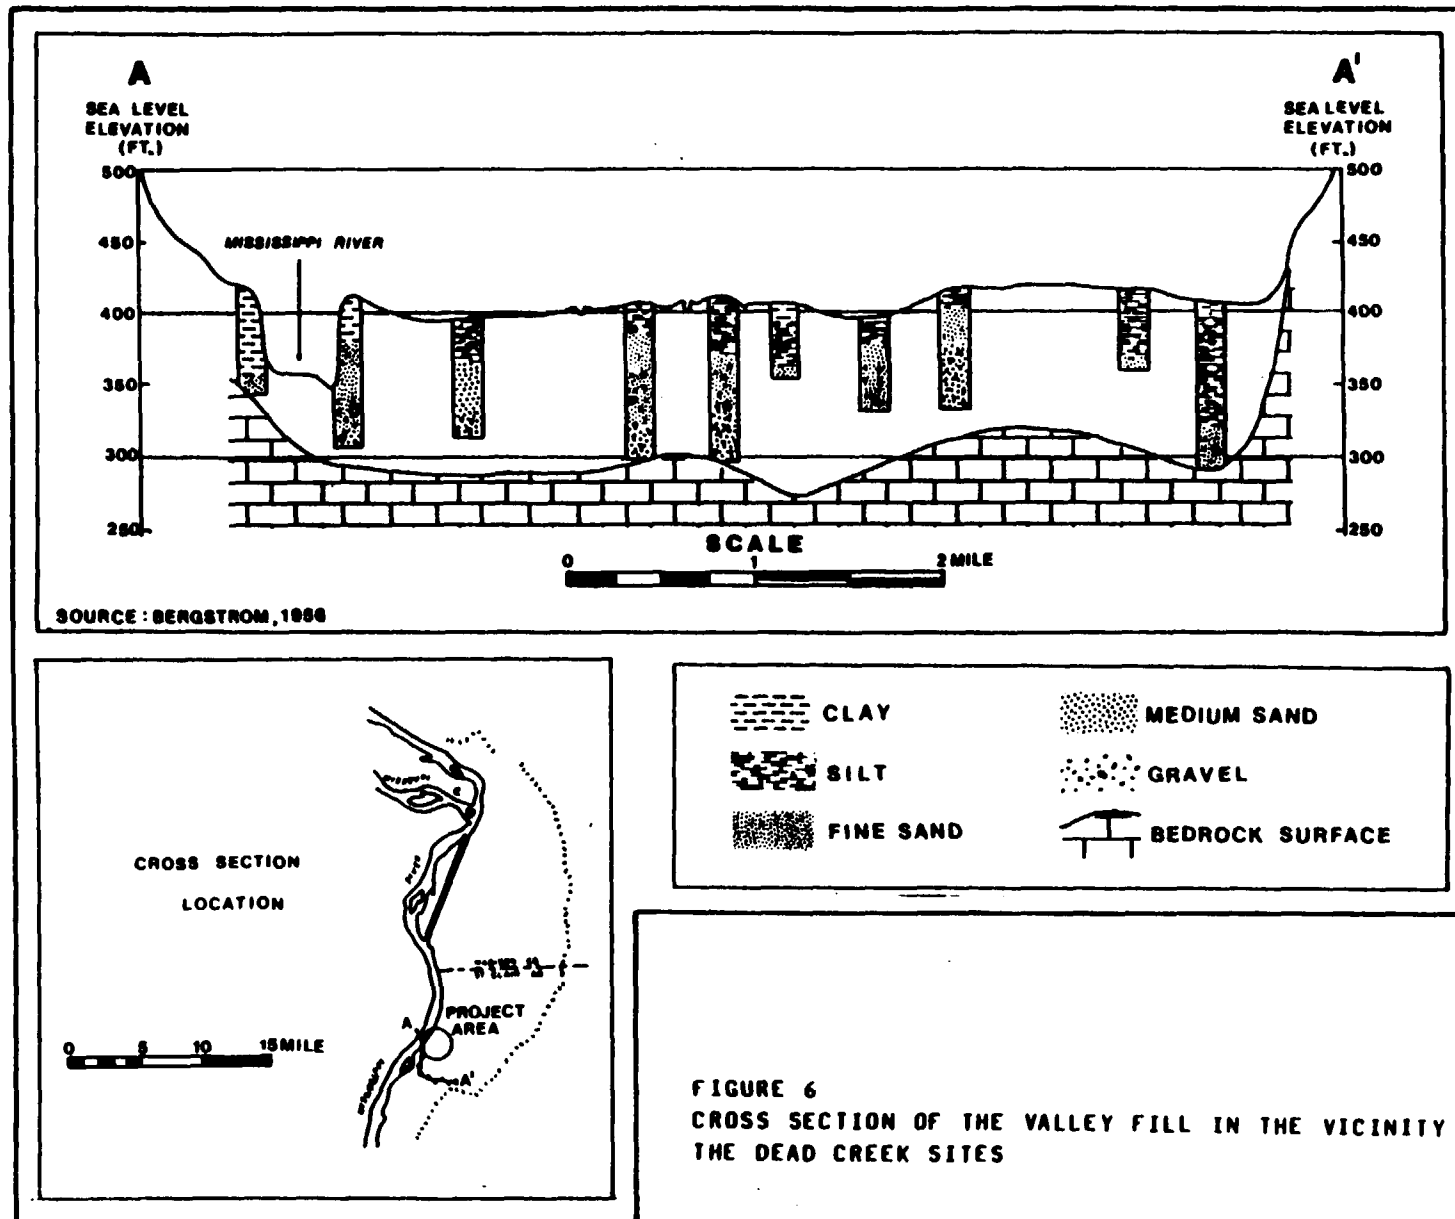 A
A'
SEA LEVEL
ELEVATION
(FT.)
SEA LEVEL
ELEVATION
(FT.)
500
500
450
450
MISSISSIPPI RIVER
400
400
350
350
300
300
250
250
SCALE
0 1 2 MILE
SOURCE: BERGSTROM, 1956
CLAY
MEDIUM SAND
SILT
GRAVEL
FINE SAND
BEDROCK SURFACE
CROSS SECTION
LOCATION
RIVER
C
PROJECT
AREA
A
A'
0 5 10 15 MILE
FIGURE 6
CROSS SECTION OF THE VALLEY FILL IN THE VICINITY
THE DEAD CREEK SITES